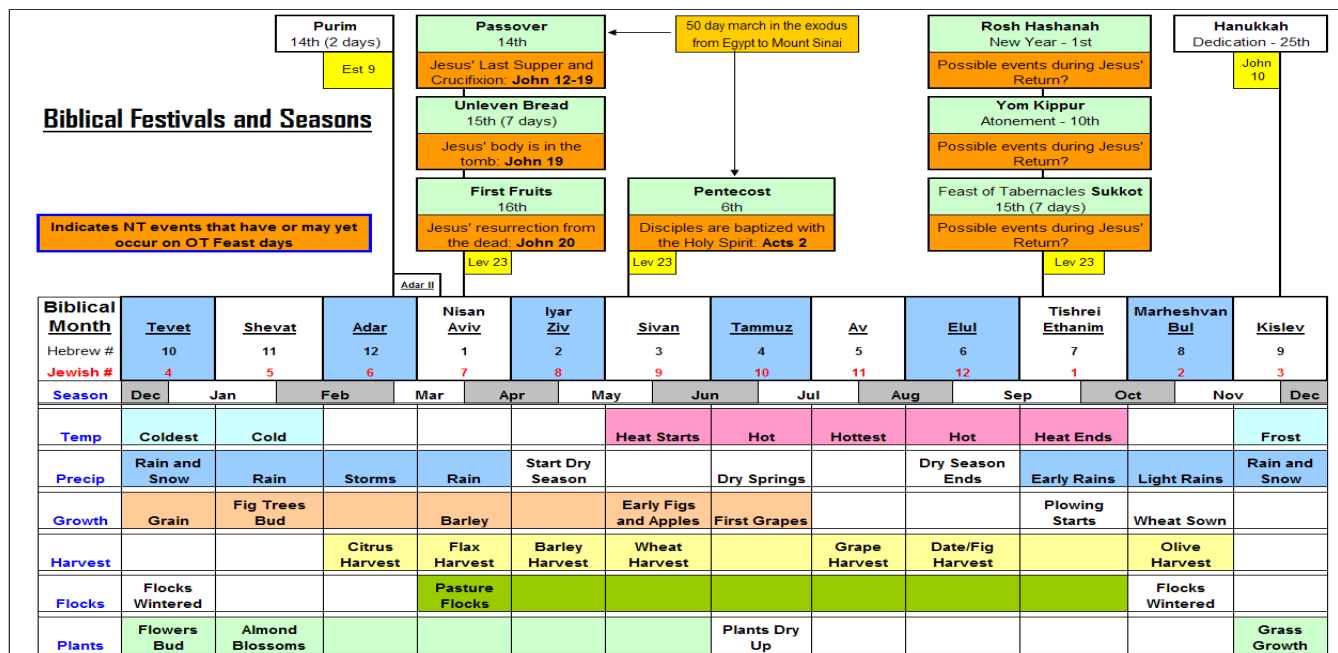 Purim
14th (2 days)
Est 9
Passover
14th
Jesus' Last Supper and
Crucifixion: John 12-19
Unleven Bread
15th (7 days)
Jesus' body is in the
tomb: John 19
First Fruits
16th
Jesus' resurrection from
the dead: John 20
Lev 23
50 day march in the exodus
from Egypt to Mount Sinai
Pentecost
6th
Disciples are baptized with
the Holy Spirit: Acts 2
Lev 23
Rosh Hashanah
New Year - 1st
Possible events during Jesus'
Return?
Yom Kippur
Atonement - 10th
Possible events during Jesus'
Return?
Feast of Tabernacles Sukkot
15th (7 days)
Possible events during Jesus'
Return?
Lev 23
Hanukkah
Dedication - 25th
John
10
Biblical Festivals and Seasons
Indicates NT events that have or may yet
occur on OT Feast days
Adar II
Biblical Nisan Iyar Tishrei Marheshvan
Month Tevet Shevat Adar Aviv Ziv Sivan Tammuz Av Elul Ethanim Bul Kislev
Hebrew # 10 11 12 1 2 3 4 5 6 7 8 9
Jewish # 4 5 6 7 8 9 10 11 12 1 2 3
Season Dec Jan Feb Mar Apr May Jun Jul Aug Sep Oct Nov Dec
Temp Coldest Cold Heat Starts Hot Hottest Hot Heat Ends Frost
Rain and Start Dry Dry Season Rain and
Precip Snow Rain Storms Rain Season Dry Springs Ends Early Rains Light Rains Snow
Fig Trees Early Figs Plowing
Growth Grain Bud Barley and Apples First Grapes Starts Wheat Sown
Citrus Flax Barley Wheat Grape Date/Fig Olive
Harvest Harvest Harvest Harvest Harvest Harvest Harvest Harvest
Flocks Pasture Flocks
Flocks Wintered Flocks Wintered
Flowers Almond Plants Dry Grass
Plants Bud Blossoms Up Growth